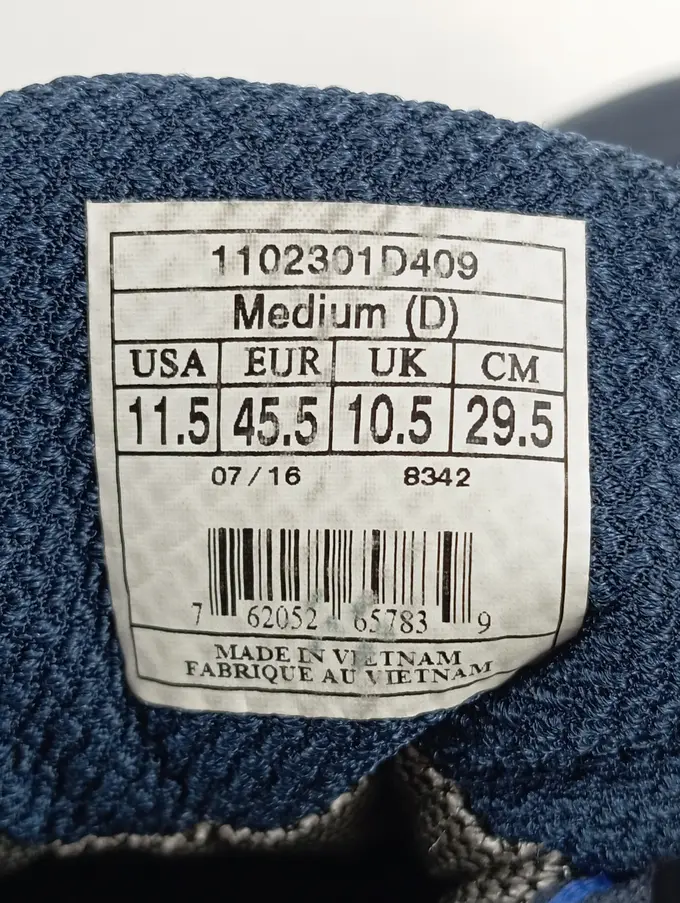 1102301D409
Medium (D)
USA EUR UK CM
11.5 45.5 10.5 29.5
07/16 8342
7 62052 65783 9
MADE IN VIETNAM
FABRIQUE AU VIETNAM